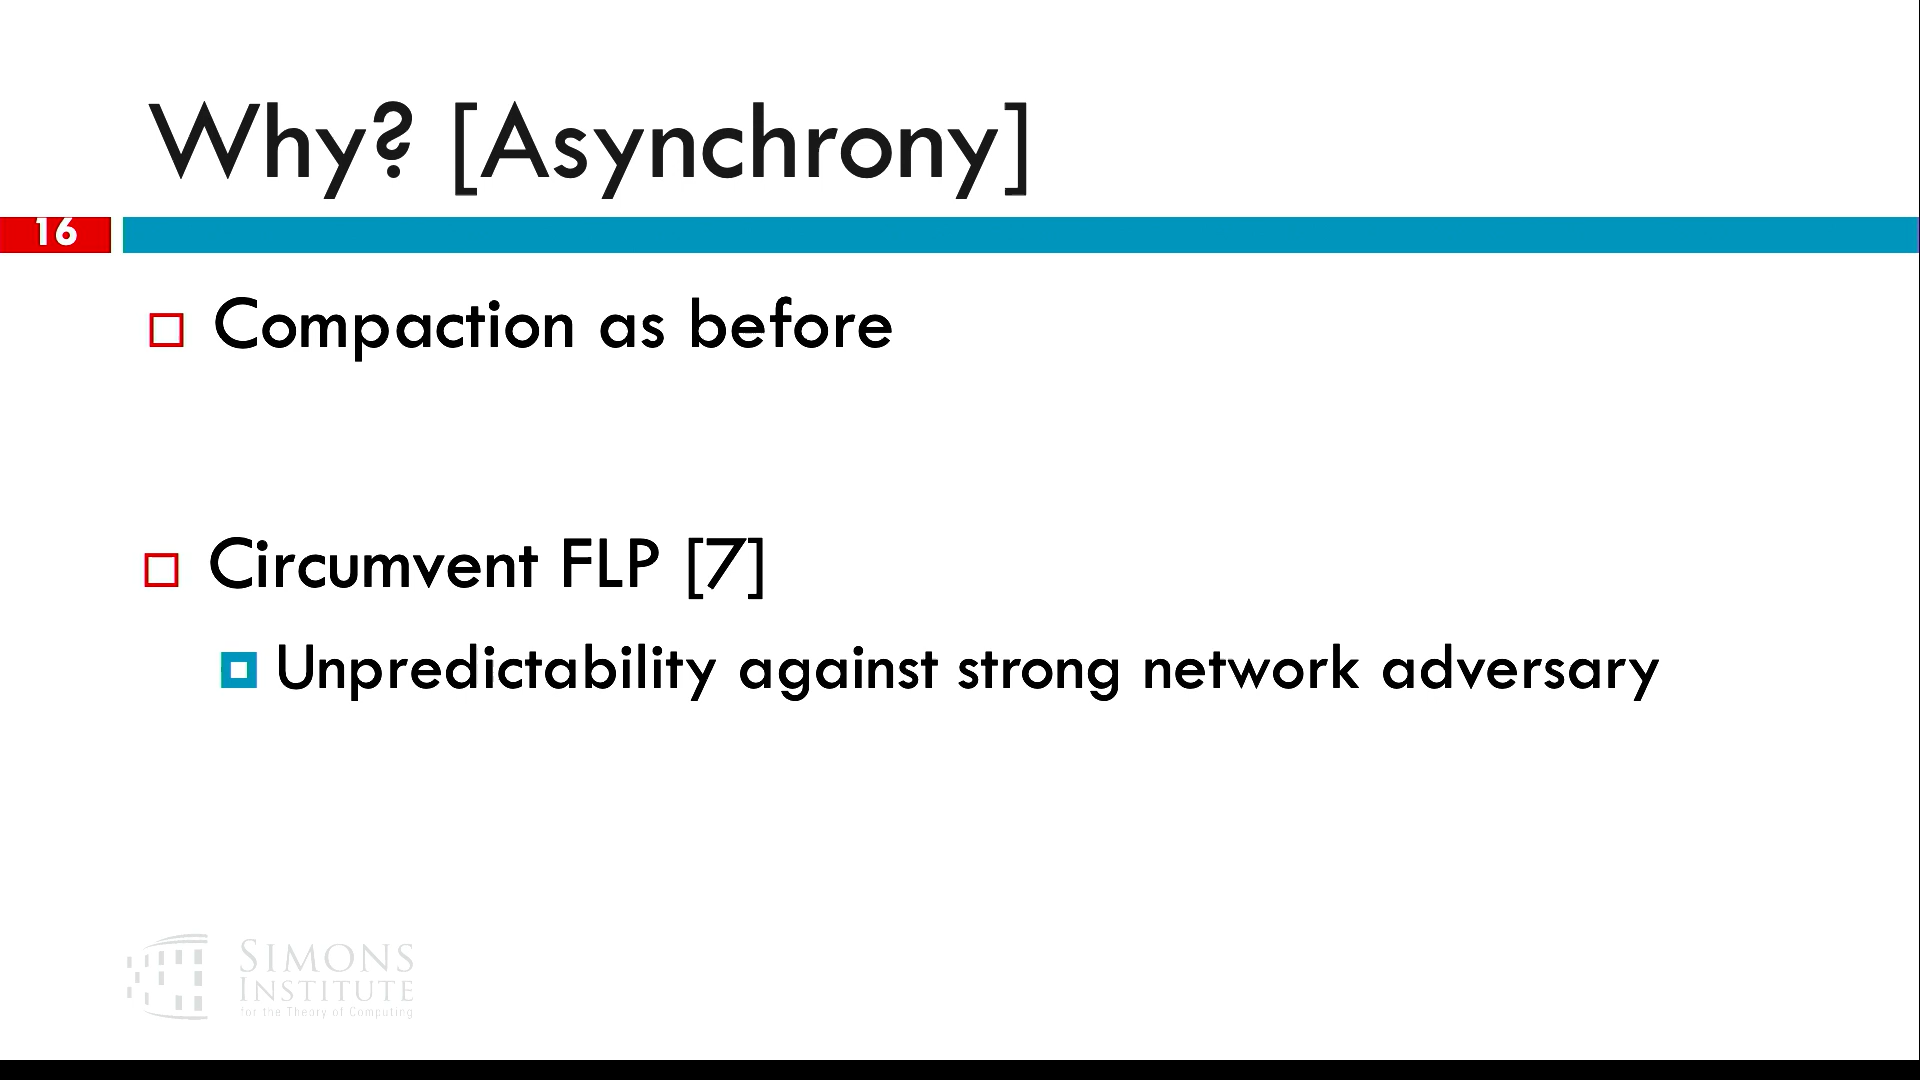 Why? [Asynchrony]
16
Compaction as before
Circumvent FLP [7]
Unpredictability against strong network adversary
SIMONS
INSTITUTE
for the Theory of Computing